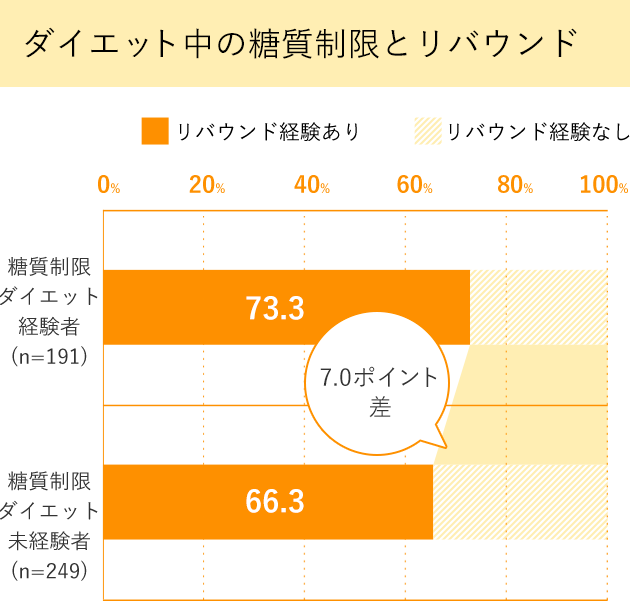 ダイエット中の糖質制限とリバウンド
リバウンド経験あり
リバウンド経験なし
0% 20% 40% 60% 80% 100%
糖質制限
ダイエット
経験者
(n=191)
73.3
7.0ポイント
差
糖質制限
ダイエット
未経験者
(n=249)
66.3